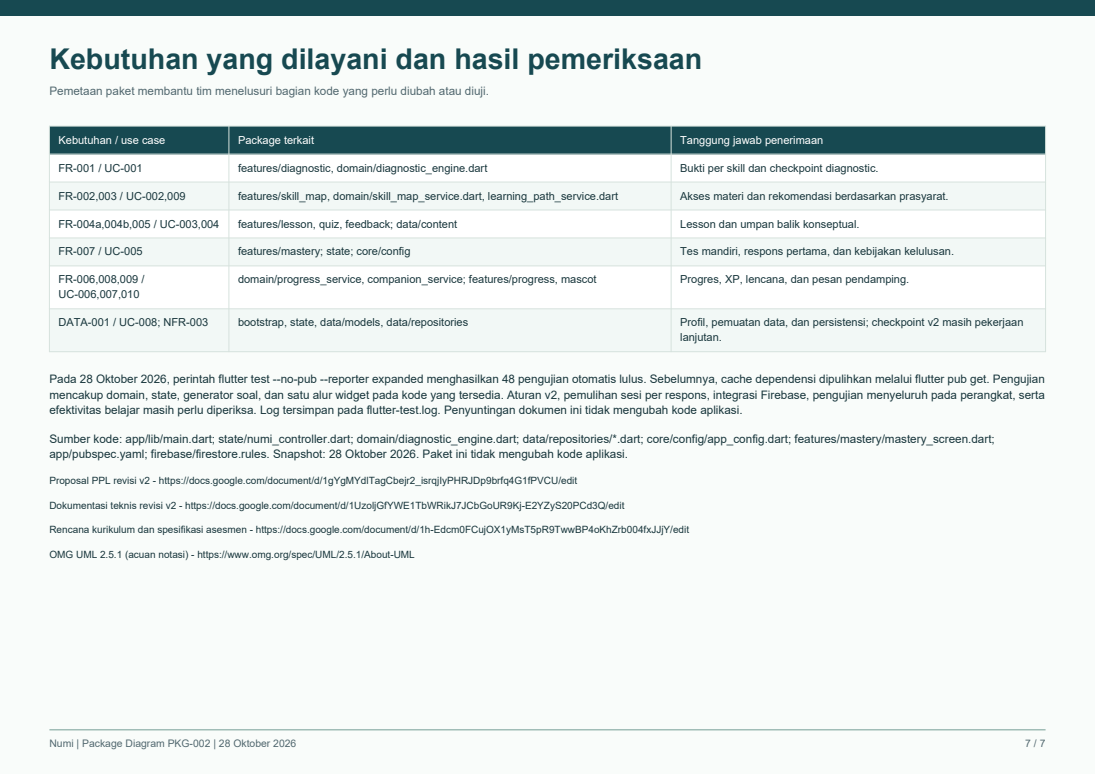 Kebutuhan yang dilayani dan hasil pemeriksaan
Pemetaan paket membantu tim menelusuri bagian kode yang perlu diubah atau diuji.
Kebutuhan / use case Package terkait Tanggung jawab penerimaan
FR-001 / UC-001 features/diagnostic, domain/diagnostic_engine.dart Bukti per skill dan checkpoint diagnostic.
FR-002,003 / UC-002,009 features/skill_map, domain/skill_map_service.dart, learning_path_service.dart Akses materi dan rekomendasi berdasarkan prasyarat.
FR-004a,004b,005 / UC-003,004 features/lesson, quiz, feedback; data/content Lesson dan umpan balik konseptual.
FR-007 / UC-005 features/mastery; state; core/config Tes mandiri, respons pertama, dan kebijakan kelulusan.
FR-006,008,009 / UC-006,007,010 domain/progress_service, companion_service; features/progress, mascot Progres, XP, lencana, dan pesan pendamping.
DATA-001 / UC-008; NFR-003 bootstrap, state, data/models, data/repositories Profil, pemuatan data, dan persistensi; checkpoint v2 masih pekerjaan lanjutan.
Pada 28 Oktober 2026, perintah flutter test --no-pub --reporter expanded menghasilkan 48 pengujian otomatis lulus. Sebelumnya, cache dependensi dipulihkan melalui flutter pub get. Pengujian
mencakup domain, state, generator soal, dan satu alur widget pada kode yang tersedia. Aturan v2, pemulihan sesi per respons, integrasi Firebase, pengujian menyeluruh pada perangkat, serta
efektivitas belajar masih perlu diperiksa. Log tersimpan pada flutter-test.log. Penyuntingan dokumen ini tidak mengubah kode aplikasi.
Sumber kode: app/lib/main.dart; state/numi_controller.dart; domain/diagnostic_engine.dart; data/repositories/*.dart; core/config/app_config.dart; features/mastery/mastery_screen.dart;
app/pubspec.yaml; firebase/firestore.rules. Snapshot: 28 Oktober 2026. Paket ini tidak mengubah kode aplikasi.
Proposal PPL revisi v2 - https://docs.google.com/document/d/1gYgMYdlTagCbejr2_isrqjlyPHRJDp9brfq4G1fPVCU/edit
Dokumentasi teknis revisi v2 - https://docs.google.com/document/d/1UzoljGfYWE1TbWRikJ7JCbGoUR9Kj-E2YZyS20PCd3Q/edit
Rencana kurikulum dan spesifikasi asesmen - https://docs.google.com/document/d/1h-Edcm0FCujOX1yMsT5pR9TwwBP4oKhZrb004fxJJjY/edit
OMG UML 2.5.1 (acuan notasi) - https://www.omg.org/spec/UML/2.5.1/About-UML
Numi | Package Diagram PKG-002 | 28 Oktober 2026 7 / 7